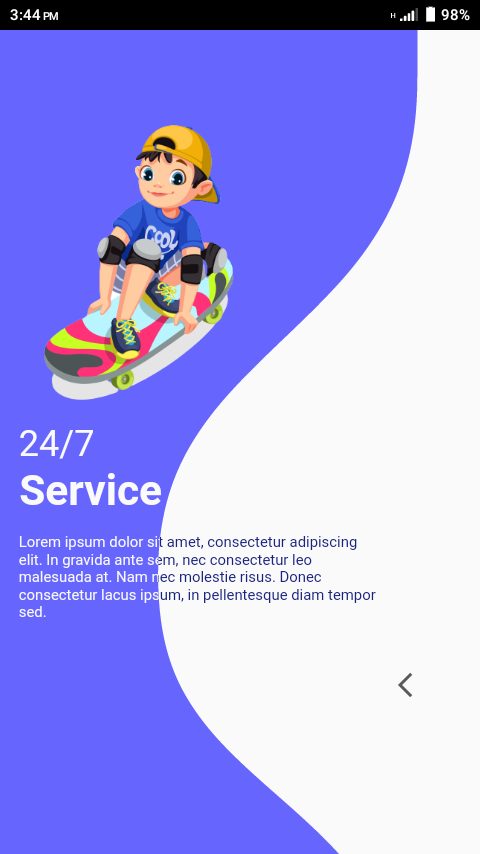 3:44 PM H 98%
COOL
24/7
Service
Lorem ipsum dolor sit amet, consectetur adipiscing
elit. In gravida ante sem, nec consectetur leo
malesuada at. Nam nec molestie risus. Donec
consectetur lacus ipsum, in pellentesque diam tempor
sed.